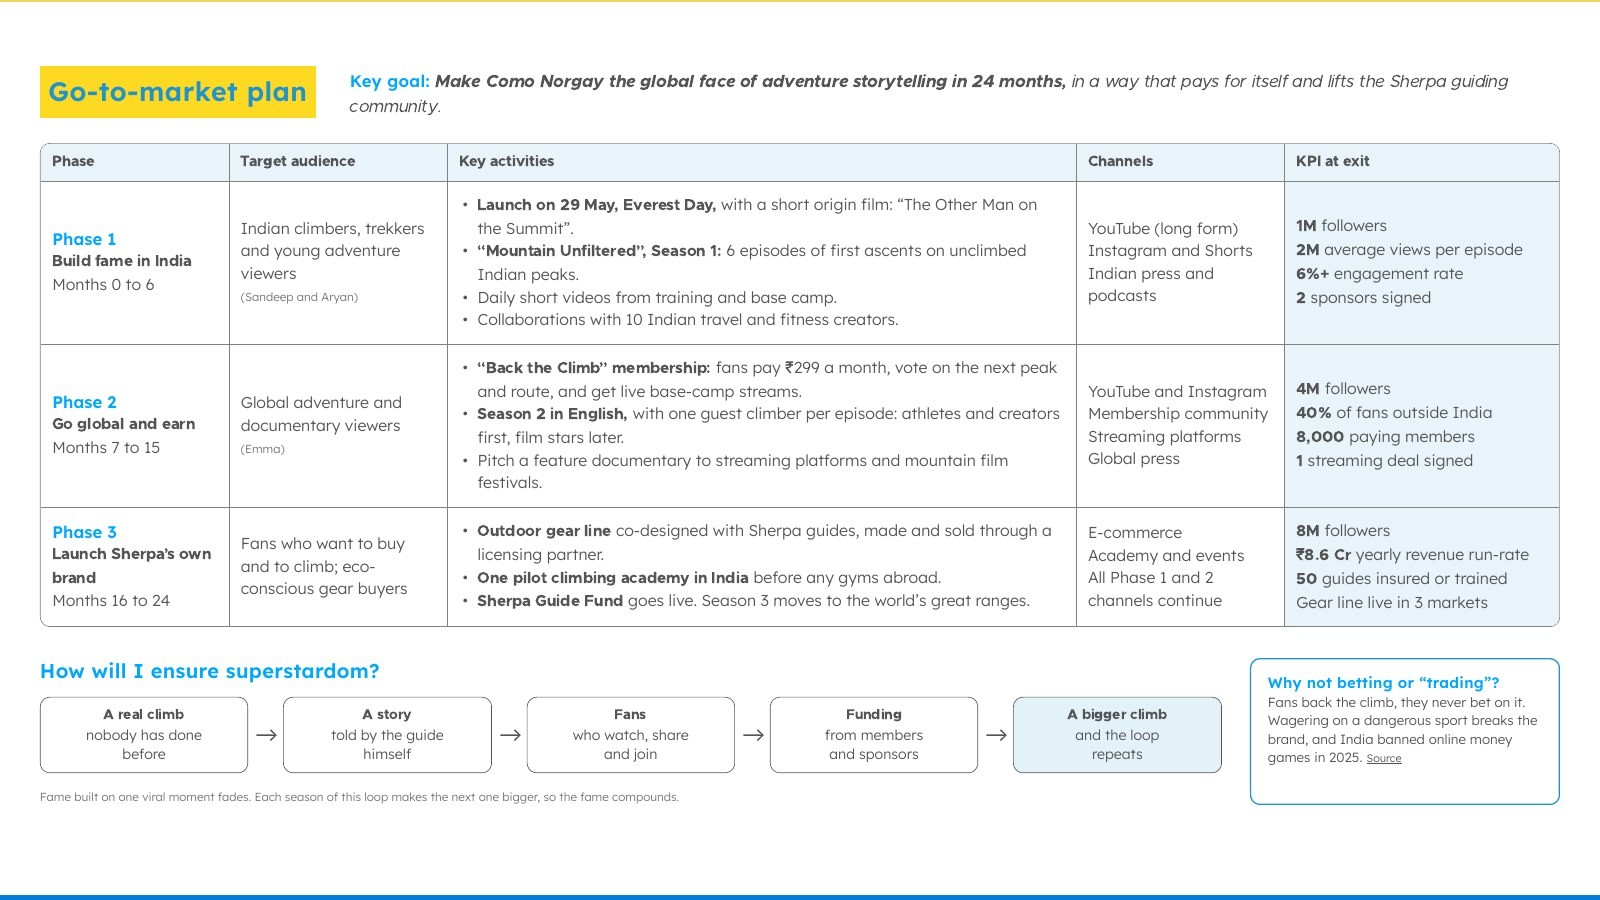 Go-to-market plan
Key goal: Make Como Norgay the global face of adventure storytelling in 24 months, in a way that pays for itself and lifts the Sherpa guiding
community.
Phase
Target audience
Key activities
Channels
KPI at exit
Phase 1
Build fame in India
Months 0 to 6
Indian climbers, trekkers
and young adventure
viewers
(Sandeep and Aryan)
• Launch on 29 May, Everest Day, with a short origin film: “The Other Man on
the Summit”.
• “Mountain Unfiltered”, Season 1: 6 episodes of first ascents on unclimbed
Indian peaks.
• Daily short videos from training and base camp.
• Collaborations with 10 Indian travel and fitness creators.
YouTube (long form)
Instagram and Shorts
Indian press and
podcasts
1M followers
2M average views per episode
6%+ engagement rate
2 sponsors signed
Phase 2
Go global and earn
Months 7 to 15
Global adventure and
documentary viewers
(Emma)
• “Back the Climb” membership: fans pay ₹299 a month, vote on the next peak
and route, and get live base-camp streams.
• Season 2 in English, with one guest climber per episode: athletes and creators
first, film stars later.
• Pitch a feature documentary to streaming platforms and mountain film
festivals.
YouTube and Instagram
Membership community
Streaming platforms
Global press
4M followers
40% of fans outside India
8,000 paying members
1 streaming deal signed
Phase 3
Launch Sherpa’s own
brand
Months 16 to 24
Fans who want to buy
and to climb; eco-
conscious gear buyers
• Outdoor gear line co-designed with Sherpa guides, made and sold through a
licensing partner.
• One pilot climbing academy in India before any gyms abroad.
• Sherpa Guide Fund goes live. Season 3 moves to the world’s great ranges.
E-commerce
Academy and events
All Phase 1 and 2
channels continue
8M followers
₹8.6 Cr yearly revenue run-rate
50 guides insured or trained
Gear line live in 3 markets
How will I ensure superstardom?
A real climb
nobody has done
before
→
A story
told by the guide
himself
→
Fans
who watch, share
and join
→
Funding
from members
and sponsors
→
A bigger climb
and the loop
repeats
Fame built on one viral moment fades. Each season of this loop makes the next one bigger, so the fame compounds.
Why not betting or “trading”?
Fans back the climb, they never bet on it.
Wagering on a dangerous sport breaks the
brand, and India banned online money
games in 2025. Source